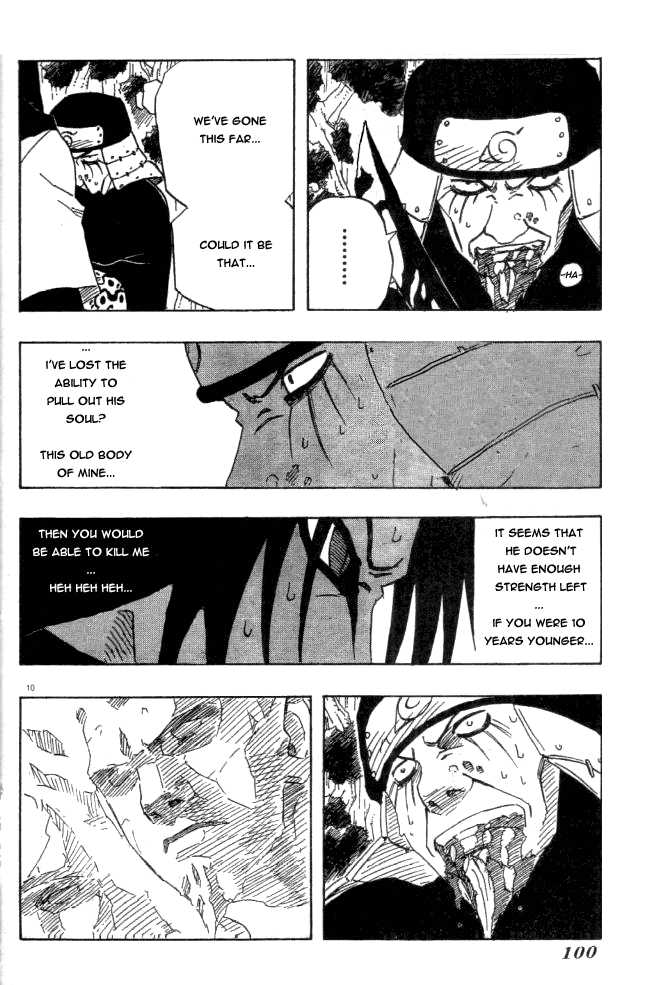 .........
-HA-
WE'VE GONE
THIS FAR...
COULD IT BE
THAT...
...
I'VE LOST THE
ABILITY TO
PULL OUT HIS
SOUL?
THIS OLD BODY
OF MINE...
IT SEEMS THAT
HE DOESN'T
HAVE ENOUGH
STRENGTH LEFT
...
IF YOU WERE 10
YEARS YOUNGER...
THEN YOU WOULD
BE ABLE TO KILL ME
...
HEH HEH HEH...
10
100